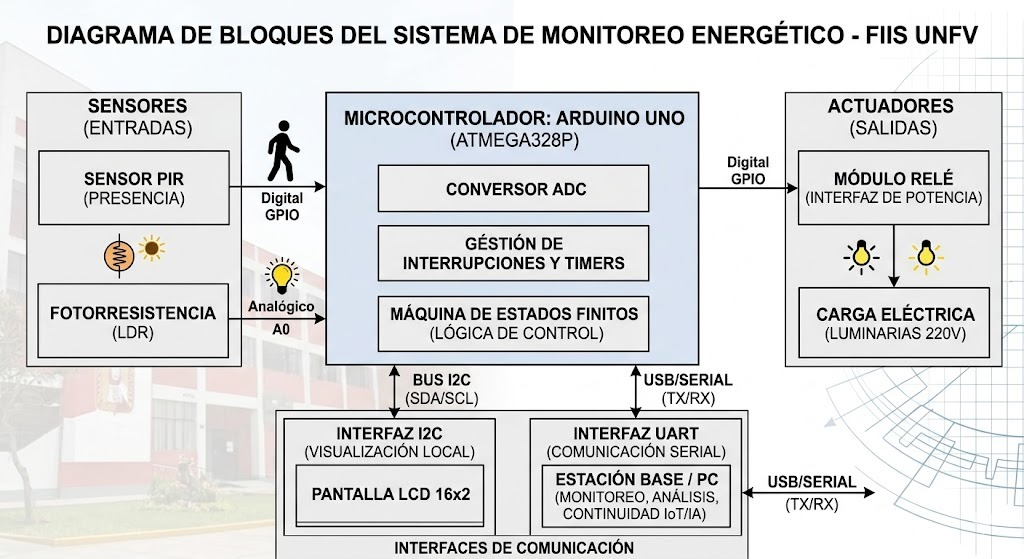 DIAGRAMA DE BLOQUES DEL SISTEMA DE MONITOREO ENERGÉTICO - FIIS UNFV
SENSORES
(ENTRADAS)
SENSOR PIR
(PRESENCIA)
FOTORRESISTENCIA
(LDR)
Digital
GPIO
Analógico
A0
MICROCONTROLADOR: ARDUINO UNO
(ATMEGA328P)
CONVERSOR ADC
GÉSTIÓN DE
INTERRUPCIONES Y TIMERS
MÁQUINA DE ESTADOS FINITOS
(LÓGICA DE CONTROL)
Digital
GPIO
ACTUADORES
(SALIDAS)
MÓDULO RELÉ
(INTERFAZ DE POTENCIA)
CARGA ELÉCTRICA
(LUMINARIAS 220V)
BUS I2C
(SDA/SCL)
USB/SERIAL
(TX/RX)
INTERFAZ I2C
(VISUALIZACIÓN LOCAL)
PANTALLA LCD 16x2
INTERFAZ UART
(COMUNICACIÓN SERIAL)
ESTACIÓN BASE / PC
(MONITOREO, ANÁLISIS,
CONTINUIDAD IoT/IA)
USB/SERIAL
(TX/RX)
INTERFACES DE COMUNICACIÓN